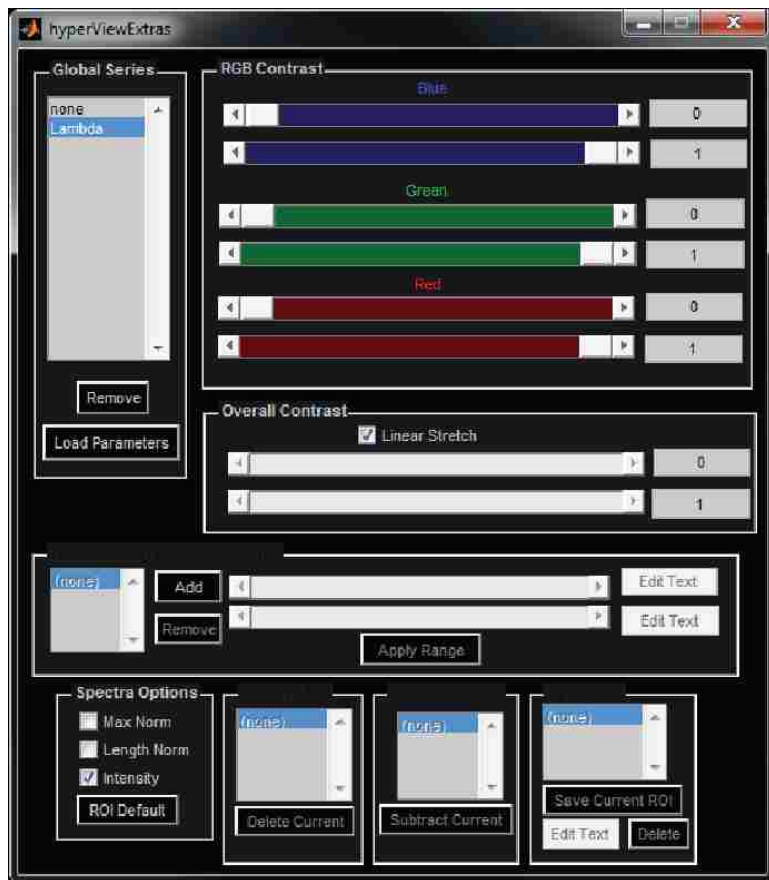 hyperViewExtras
Global Series
none
Lambda
Remove
Load Parameters
RGB Contrast
Blue
0
1
Green
0
1
Red
0
1
Overall Contrast
Linear Stretch
0
1
(none)
Add
Remove
Edit Text
Edit Text
Apply Range
Spectra Options
Max Norm
Length Norm
Intensity
ROI Default
(none)
Delete Current
(none)
Subtract Current
(none)
Save Current ROI
Edit Text
Delete